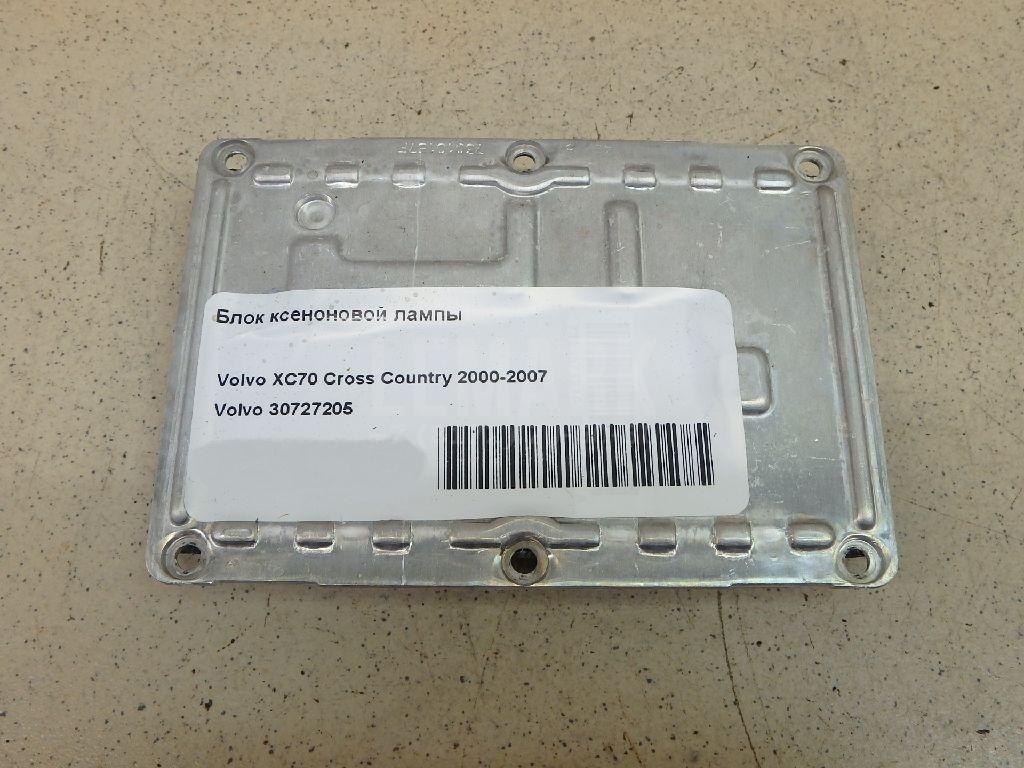 Блок ксеноновой лампы
Volvo XC70 Cross Country 2000-2007
Volvo 30727205